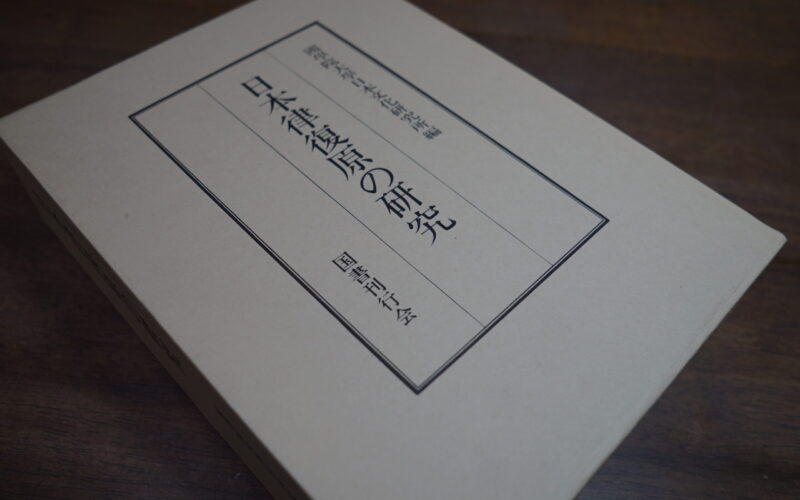 國學院大學日本文化研究所編
日本律復原の研究
国書刊行会